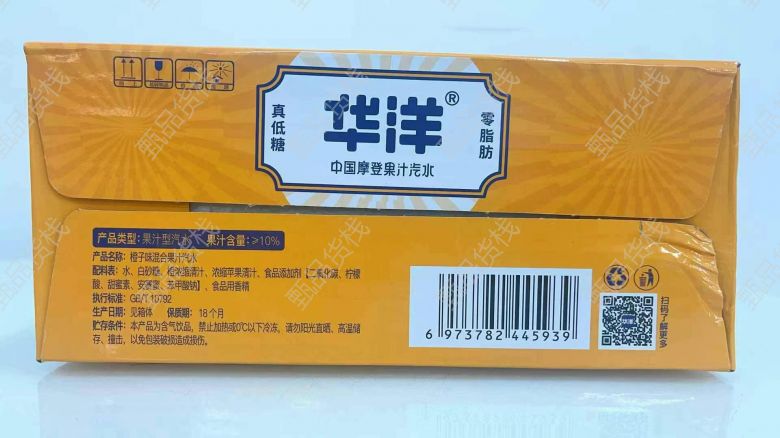 真低糖
华洋®
零脂肪
中国摩登果汁汽水
产品类型:果汁型汽水 果汁含量:≥10%
产品名称:橙子味混合果汁汽水
配料表:水、白砂糖、橙浓缩清汁、浓缩苹果清汁、食品添加剂【二氧化碳、柠檬
酸、甜蜜素、安赛蜜、苯甲酸钠】、食品用香精
执行标准:GB/T 10792
生产日期:见箱体 保质期:18个月
贮存条件:本产品为含气饮品,禁止加热或0℃以下冷冻。请勿阳光直晒、高温储
存、撞击,以免包装破损造成损伤。
6 973782 445939
扫码了解更多
甄品货栈